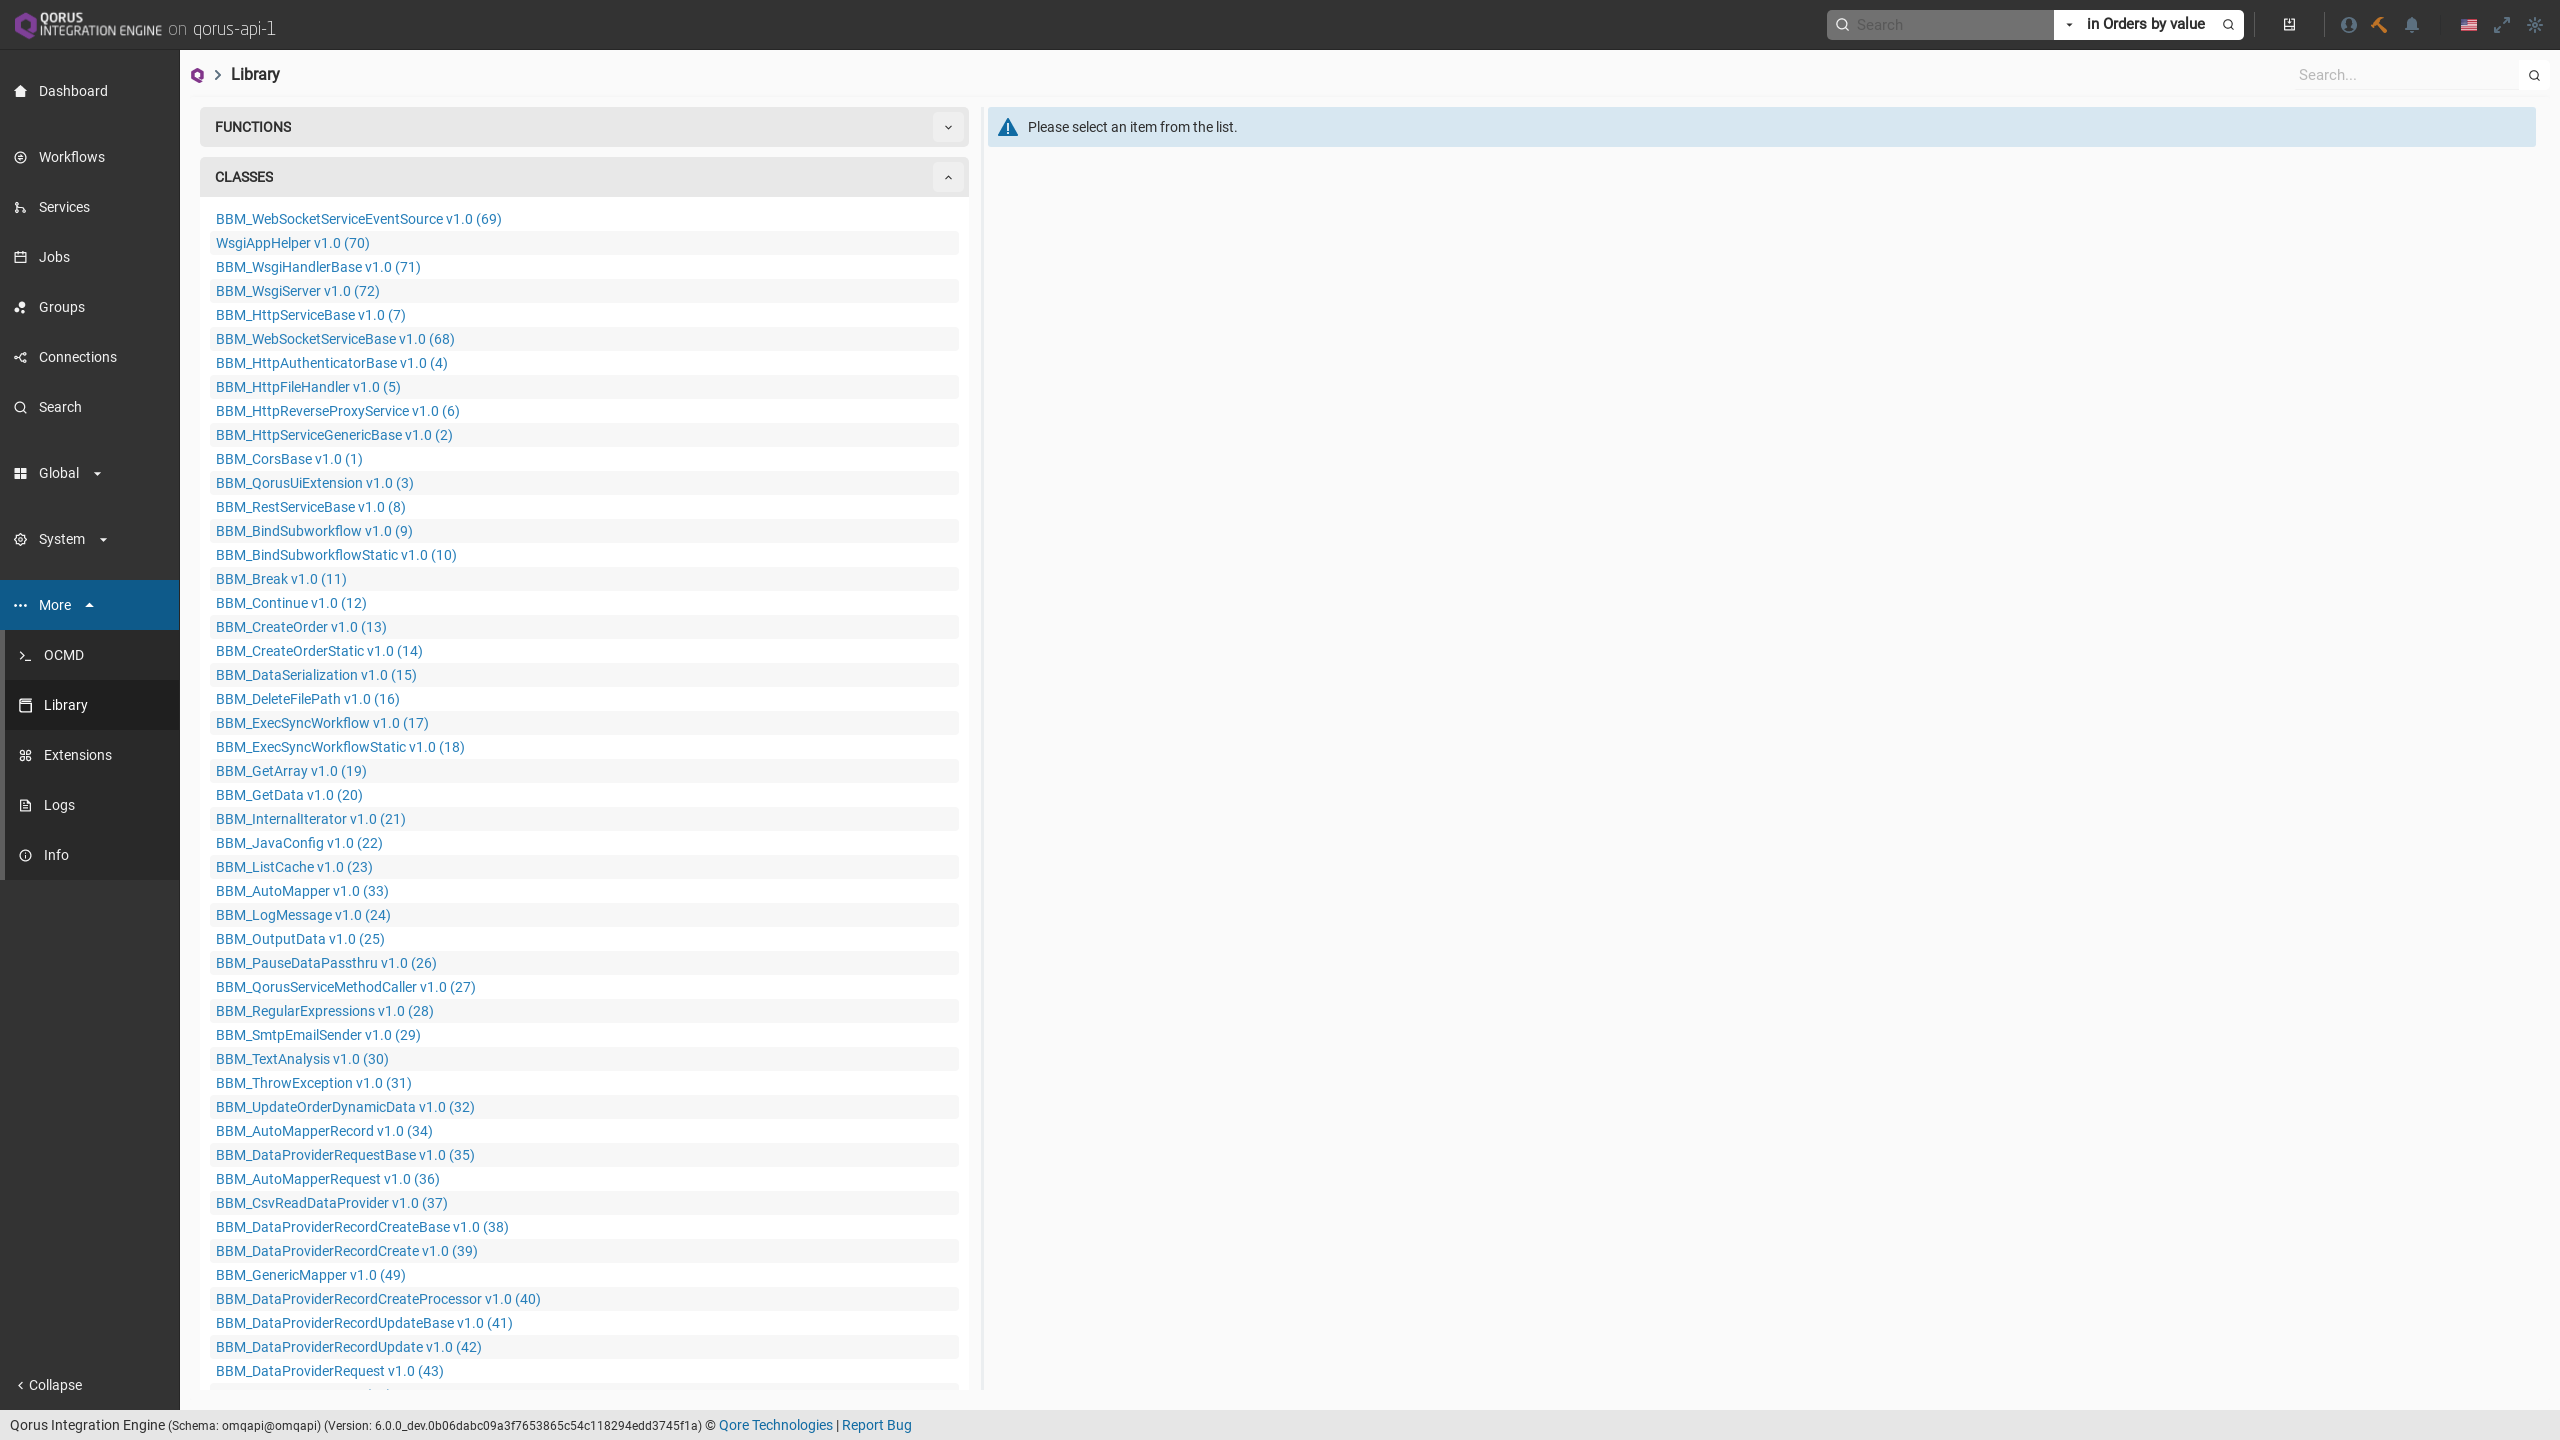 QORUS
INTEGRATION ENGINE on qorus-api-1
Search
in Orders by value
Library
Search...
Dashboard
Workflows
Services
Jobs
Groups
Connections
Search
Global
System
More
OCMD
Library
Extensions
Logs
Info
Collapse
FUNCTIONS
CLASSES
BBM_WebSocketServiceEventSource v1.0 (69)
WsgiAppHelper v1.0 (70)
BBM_WsgiHandlerBase v1.0 (71)
BBM_WsgiServer v1.0 (72)
BBM_HttpServiceBase v1.0 (7)
BBM_WebSocketServiceBase v1.0 (68)
BBM_HttpAuthenticatorBase v1.0 (4)
BBM_HttpFileHandler v1.0 (5)
BBM_HttpReverseProxyService v1.0 (6)
BBM_HttpServiceGenericBase v1.0 (2)
BBM_CorsBase v1.0 (1)
BBM_QorusUiExtension v1.0 (3)
BBM_RestServiceBase v1.0 (8)
BBM_BindSubworkflow v1.0 (9)
BBM_BindSubworkflowStatic v1.0 (10)
BBM_Break v1.0 (11)
BBM_Continue v1.0 (12)
BBM_CreateOrder v1.0 (13)
BBM_CreateOrderStatic v1.0 (14)
BBM_DataSerialization v1.0 (15)
BBM_DeleteFilePath v1.0 (16)
BBM_ExecSyncWorkflow v1.0 (17)
BBM_ExecSyncWorkflowStatic v1.0 (18)
BBM_GetArray v1.0 (19)
BBM_GetData v1.0 (20)
BBM_InternalIterator v1.0 (21)
BBM_JavaConfig v1.0 (22)
BBM_ListCache v1.0 (23)
BBM_AutoMapper v1.0 (33)
BBM_LogMessage v1.0 (24)
BBM_OutputData v1.0 (25)
BBM_PauseDataPassthru v1.0 (26)
BBM_QorusServiceMethodCaller v1.0 (27)
BBM_RegularExpressions v1.0 (28)
BBM_SmtpEmailSender v1.0 (29)
BBM_TextAnalysis v1.0 (30)
BBM_ThrowException v1.0 (31)
BBM_UpdateOrderDynamicData v1.0 (32)
BBM_AutoMapperRecord v1.0 (34)
BBM_DataProviderRequestBase v1.0 (35)
BBM_AutoMapperRequest v1.0 (36)
BBM_CsvReadDataProvider v1.0 (37)
BBM_DataProviderRecordCreateBase v1.0 (38)
BBM_DataProviderRecordCreate v1.0 (39)
BBM_GenericMapper v1.0 (49)
BBM_DataProviderRecordCreateProcessor v1.0 (40)
BBM_DataProviderRecordUpdateBase v1.0 (41)
BBM_DataProviderRecordUpdate v1.0 (42)
BBM_DataProviderRequest v1.0 (43)
Please select an item from the list.
Qorus Integration Engine (Schema: omqapi@omqapi) (Version: 6.0.0_dev.0b06dabc09a3f7653865c54c118294edd3745f1a) © Qore Technologies | Report Bug